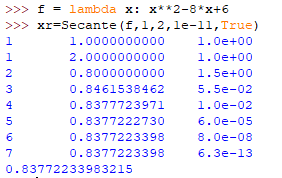 >>> f = lambda x: x**2-8*x+6
>>> xr=Secante(f,1,2,1e-11,True)
1 1.0000000000 1.0e+00
1 2.0000000000 1.0e+00
2 0.8000000000 1.5e+00
3 0.8461538462 5.5e-02
4 0.8377723971 1.0e-02
5 0.8377222730 6.0e-05
6 0.8377223398 8.0e-08
7 0.8377223398 6.3e-13
0.83772233983215